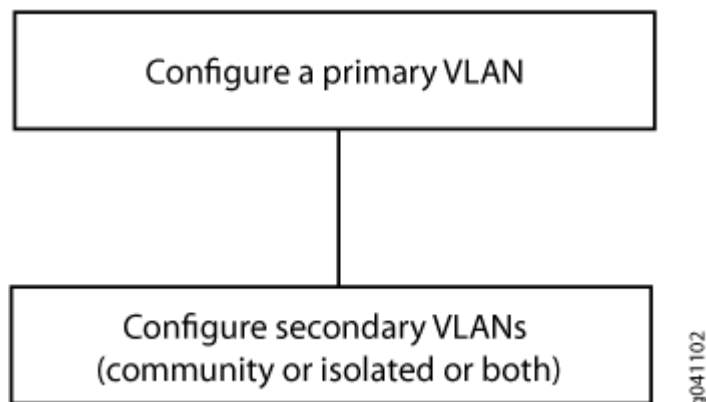 Configure a primary VLAN
Configure secondary VLANs
(community or isolated or both)
g041102